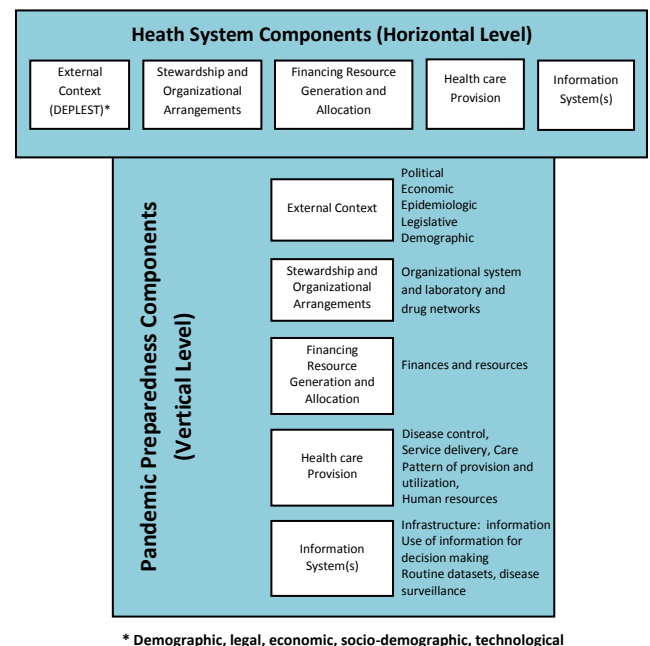 Heath System Components (Horizontal Level)
External
Context
(DEPLEST)*
Stewardship and
Organizational
Arrangements
Financing Resource
Generation and
Allocation
Health care
Provision
Information
System(s)
Pandemic Preparedness Components
(Vertical Level)
External Context
Political
Economic
Epidemiologic
Legislative
Demographic
Stewardship and
Organizational
Arrangements
Organizational system
and laboratory and
drug networks
Financing
Resource
Generation and
Allocation
Finances and resources
Health care
Provision
Disease control,
Service delivery, Care
Pattern of provision and
utilization,
Human resources
Information
System(s)
Infrastructure: information
Use of information for
decision making
Routine datasets, disease
surveillance
* Demographic, legal, economic, socio-demographic, technological